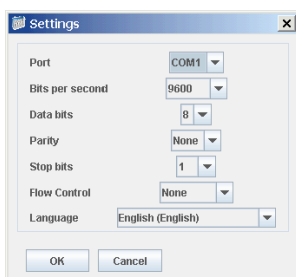 Settings
Port COM1
Bits per second 9600
Data bits 8
Parity None
Stop bits 1
Flow Control None
Language English (English)
OK Cancel